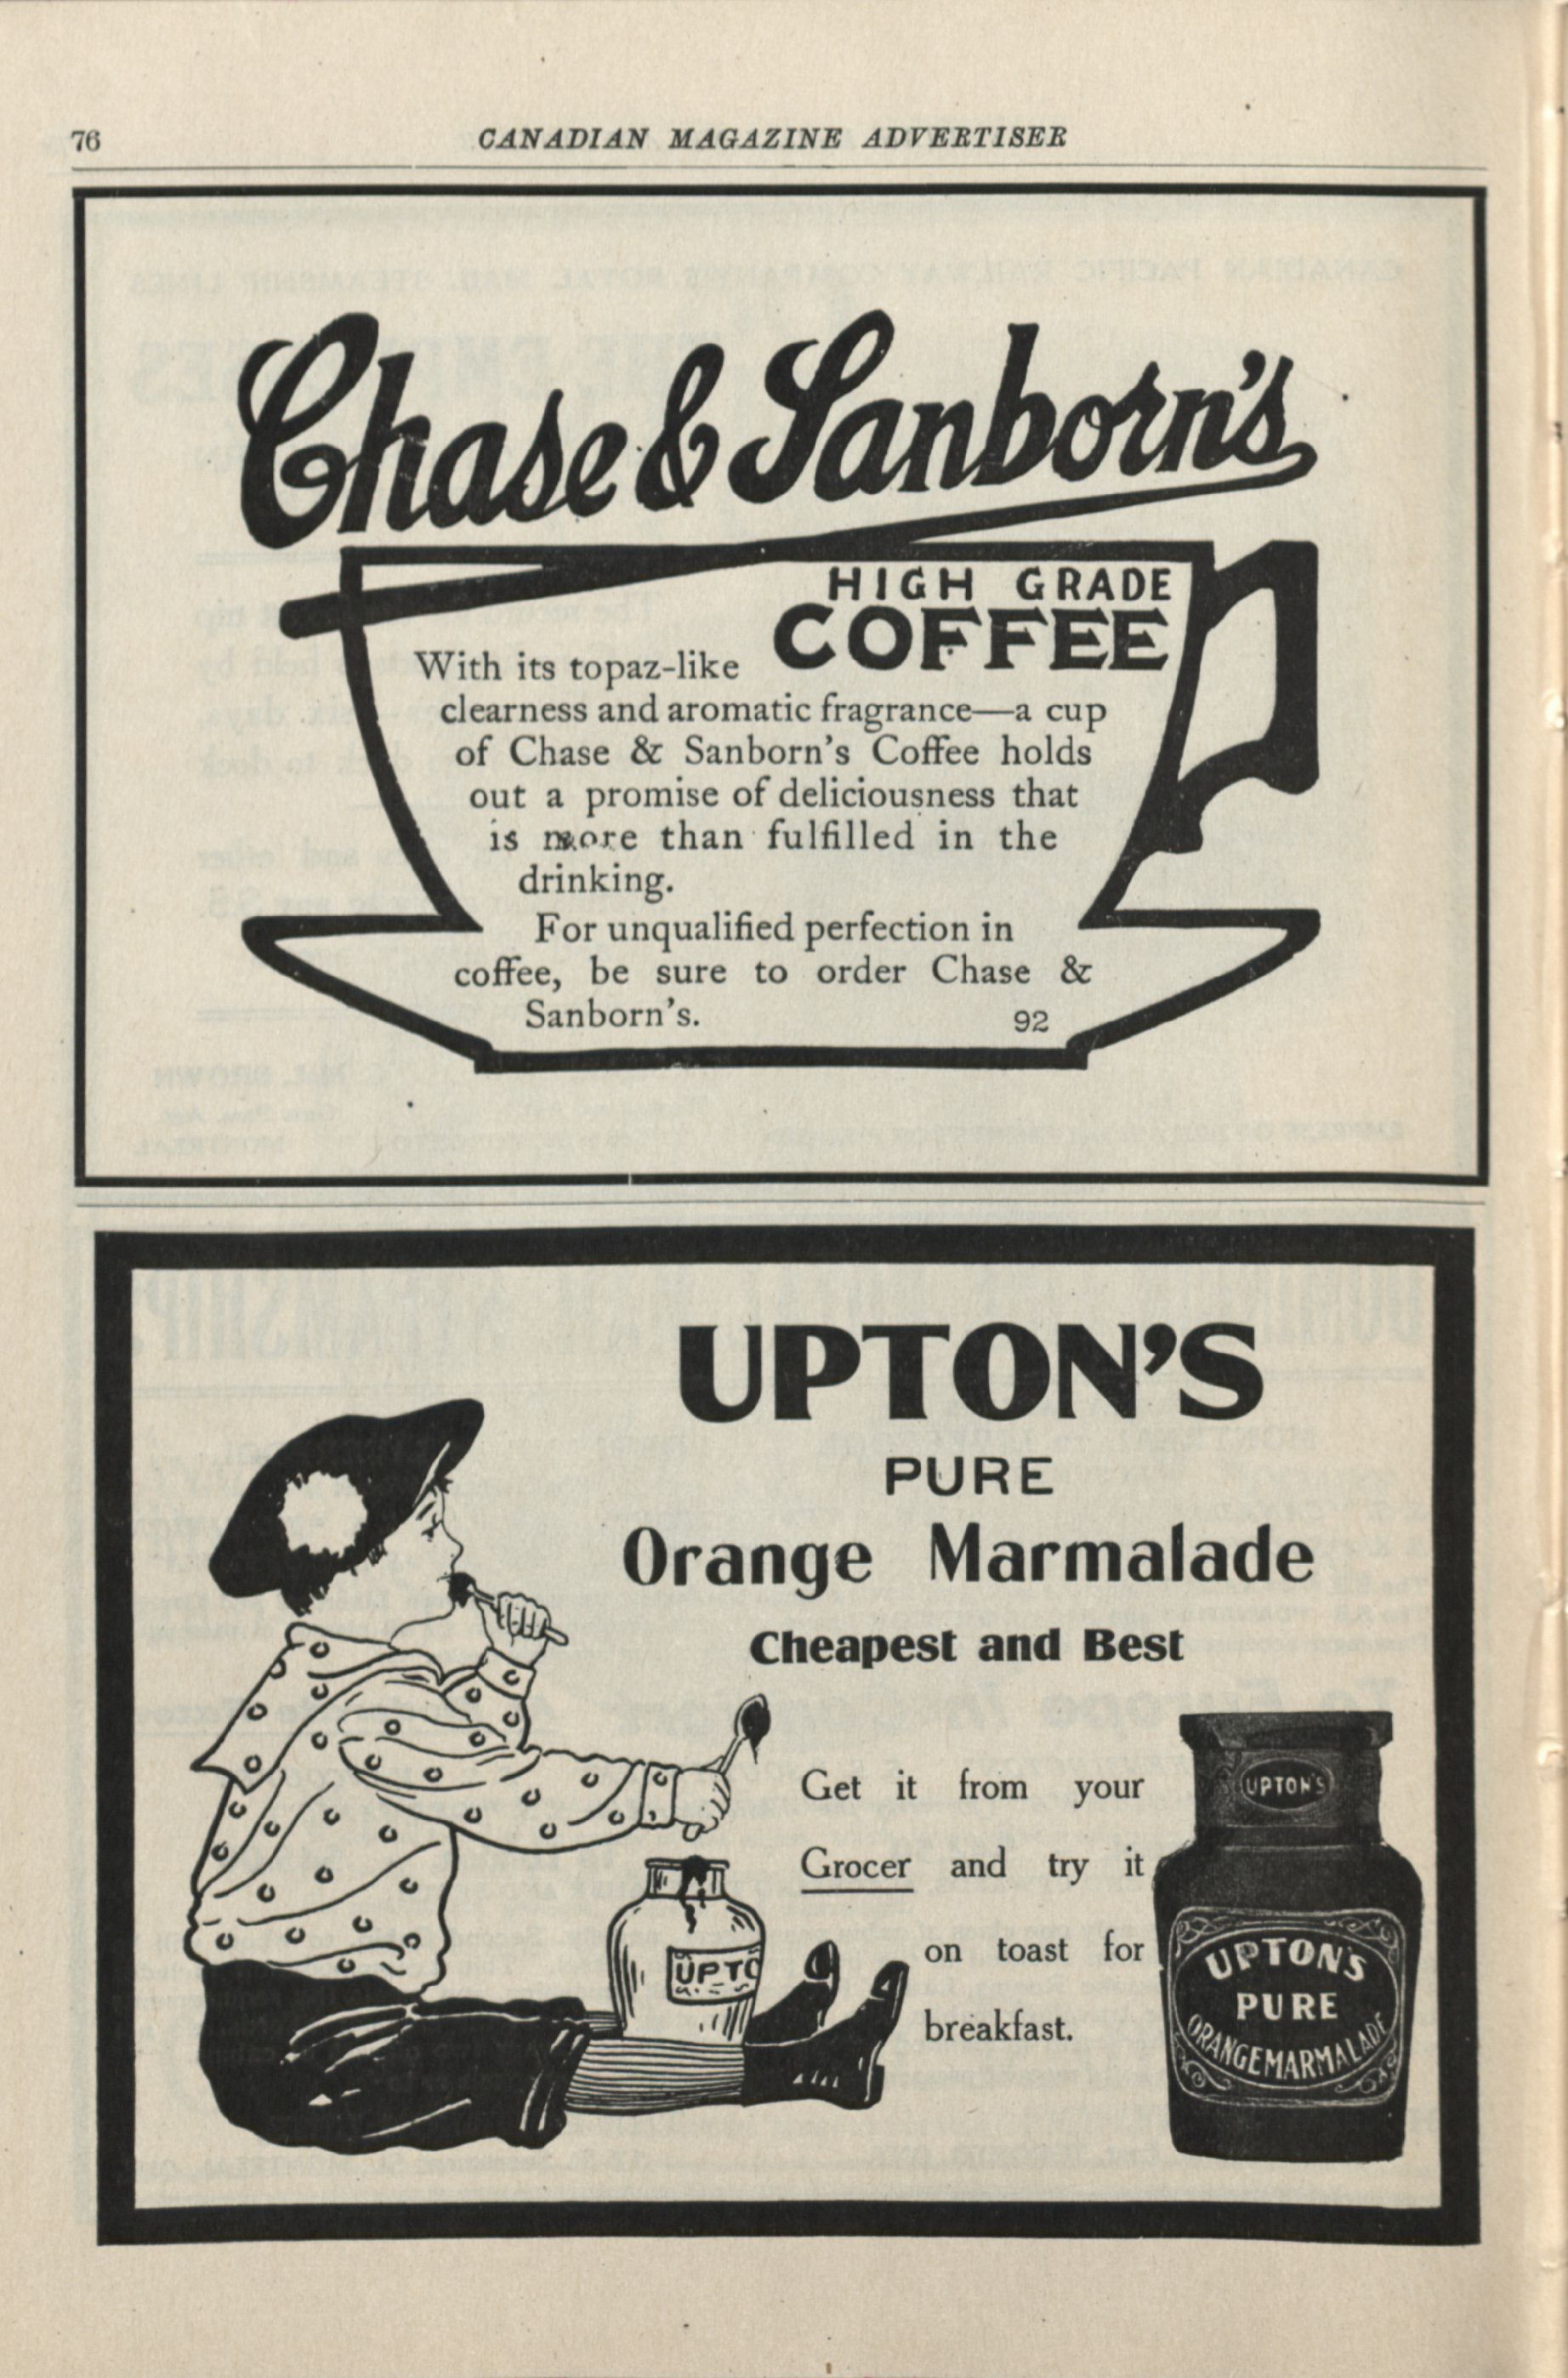 76
CANADIAN MAGAZINE ADVERTISER
Chase & Sanborn's
HIGH GRADE
COFFEE
With its topaz-like
clearness and aromatic fragrance—a cup
of Chase & Sanborn's Coffee holds
out a promise of deliciousness that
is more than fulfilled in the
drinking.
For unqualified perfection in
coffee, be sure to order Chase &
Sanborn's.
92
UPTON'S
PURE
Orange Marmalade
Cheapest and Best
Get it from your
Grocer and try it
on toast for
breakfast.
UPTO
UPTON'S
UPTON'S
PURE
ORANGE MARMALADE